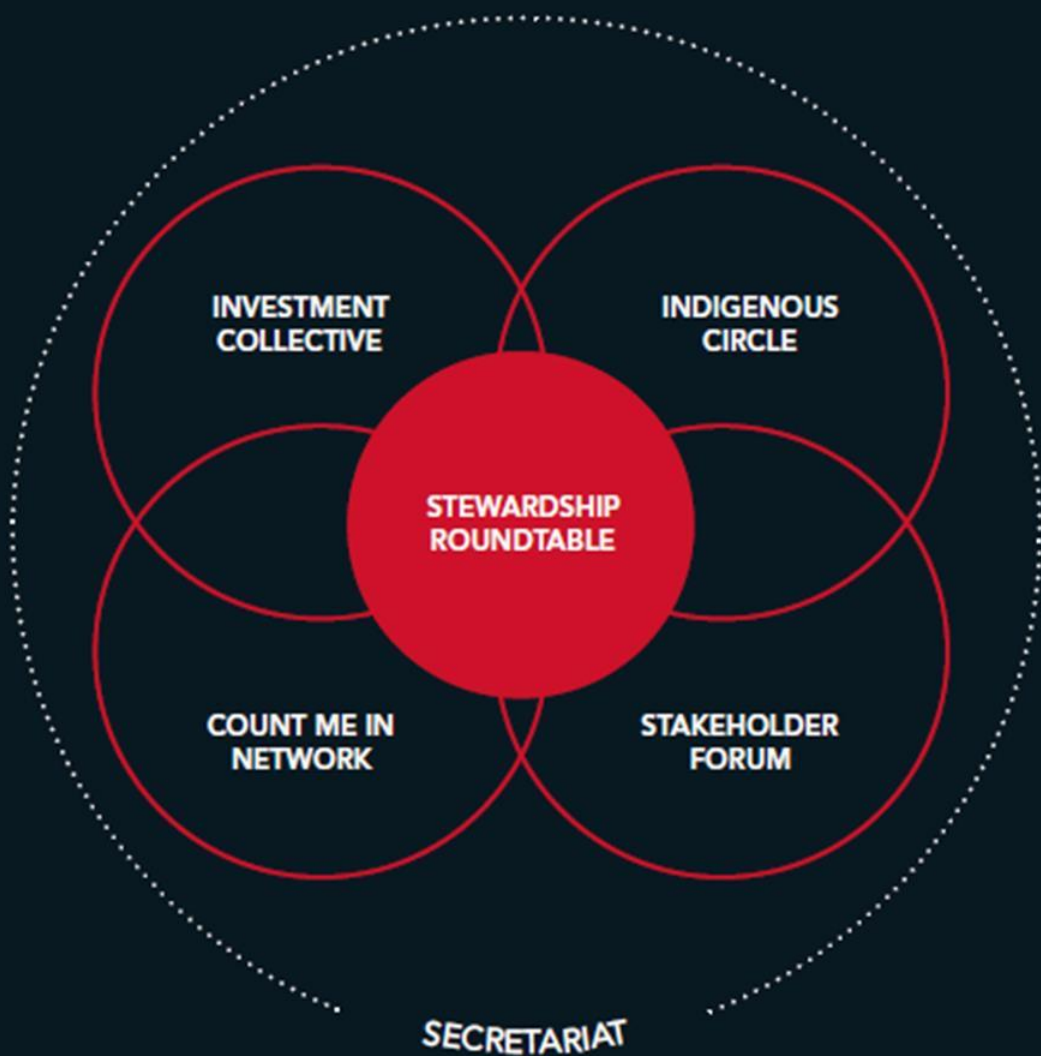 INVESTMENT
COLLECTIVE
INDIGENOUS
CIRCLE
STEWARDSHIP
ROUNDTABLE
COUNT ME IN
NETWORK
STAKEHOLDER
FORUM
SECRETARIAT